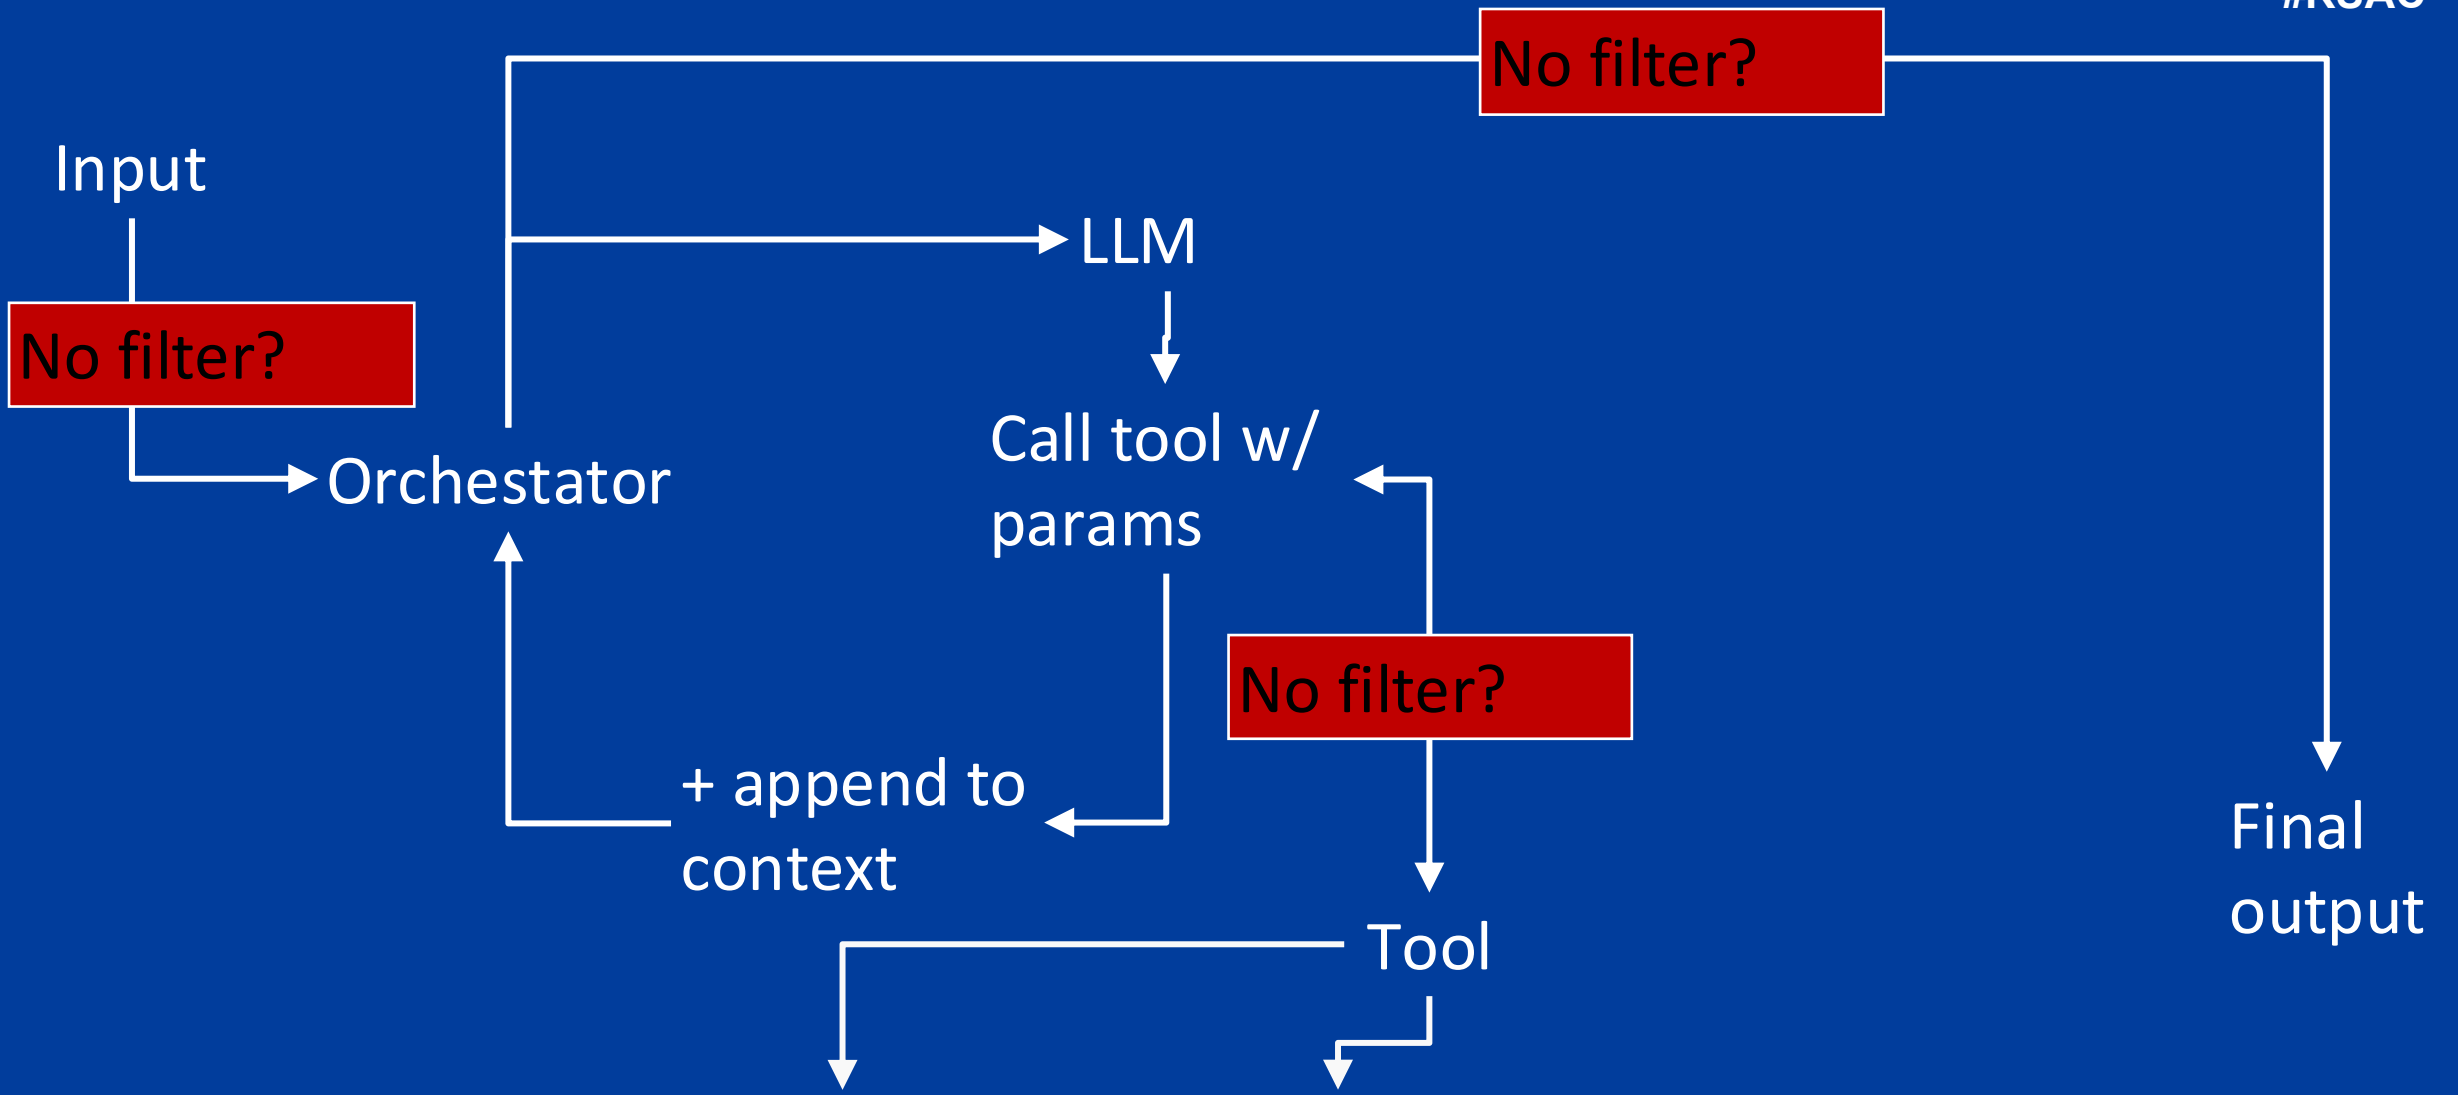 No filter?
Input
LLM
No filter?
Call tool w/
params
Orchestator
No filter?
+ append to
context
Final
output
Tool